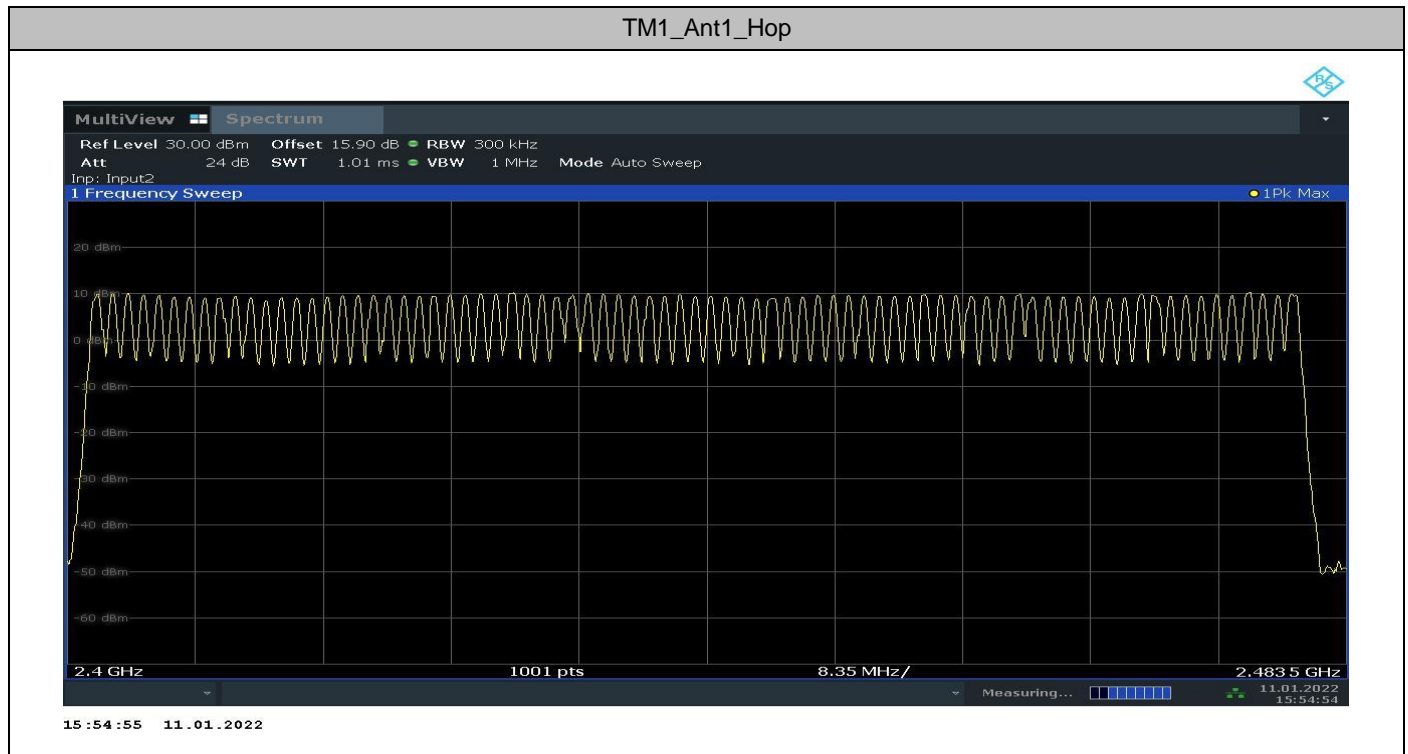 TM1_Ant1_Hop
R&S
MultiView Spectrum
Ref Level 30.00 dBm Offset 15.90 dB RBW 300 kHz
Att 24 dB SWT 1.01 ms VBW 1 MHz Mode Auto Sweep
Inp: Input2
1 Frequency Sweep 1Pk Max
20 dBm
10 dBm
0 dBm
-10 dBm
-20 dBm
-30 dBm
-40 dBm
-50 dBm
-60 dBm
2.4 GHz 1001 pts 8.35 MHz/ 2.4835 GHz
Measuring... 11.01.2022
15:54:54
15:54:55 11.01.2022